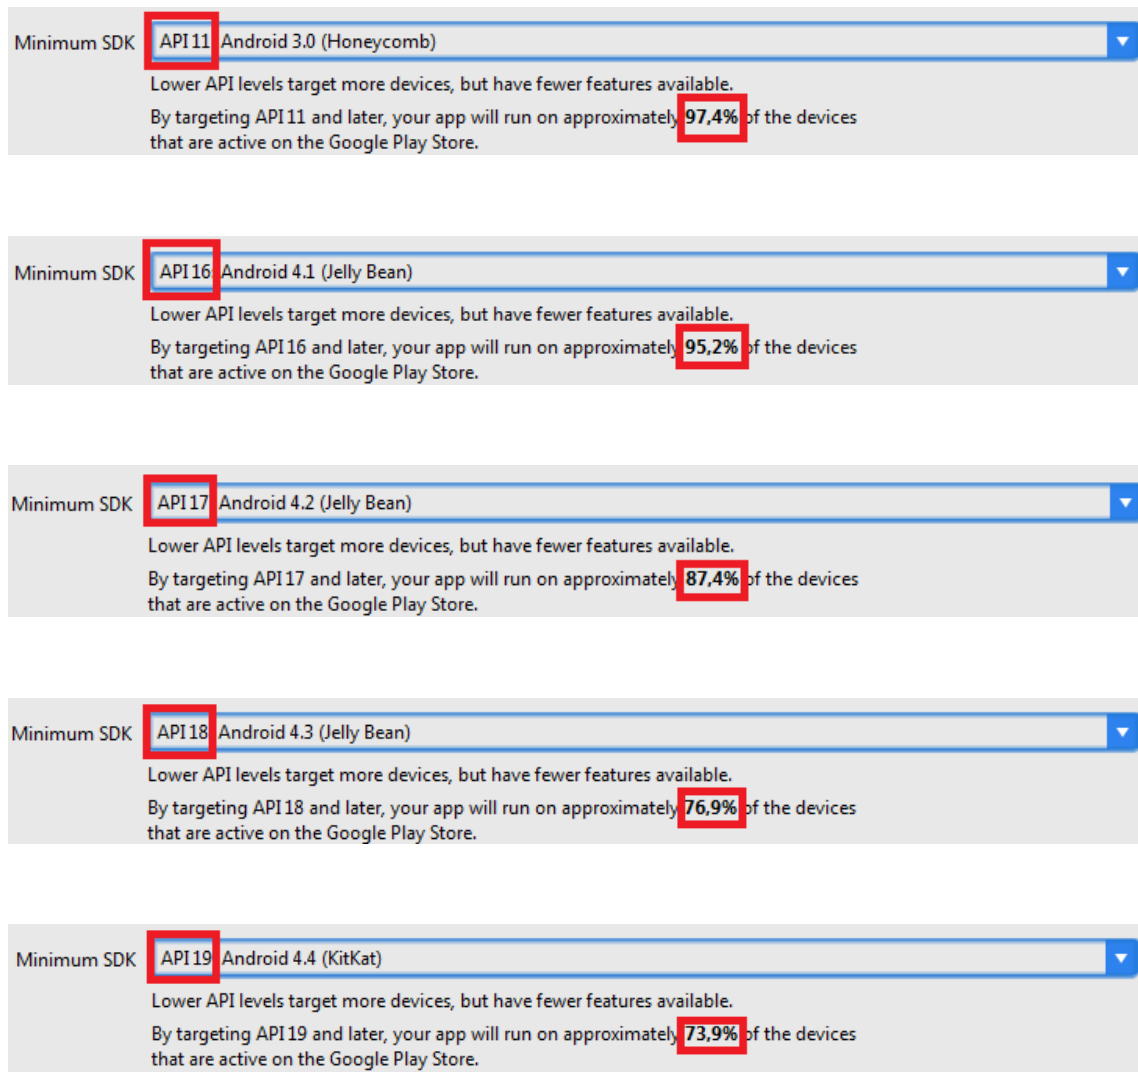 Minimum SDK API 11: Android 3.0 (Honeycomb)
Lower API levels target more devices, but have fewer features available.
By targeting API 11 and later, your app will run on approximately 97,4% of the devices
that are active on the Google Play Store.
Minimum SDK API 16: Android 4.1 (Jelly Bean)
Lower API levels target more devices, but have fewer features available.
By targeting API 16 and later, your app will run on approximately 95,2% of the devices
that are active on the Google Play Store.
Minimum SDK API 17: Android 4.2 (Jelly Bean)
Lower API levels target more devices, but have fewer features available.
By targeting API 17 and later, your app will run on approximately 87,4% of the devices
that are active on the Google Play Store.
Minimum SDK API 18: Android 4.3 (Jelly Bean)
Lower API levels target more devices, but have fewer features available.
By targeting API 18 and later, your app will run on approximately 76,9% of the devices
that are active on the Google Play Store.
Minimum SDK API 19: Android 4.4 (KitKat)
Lower API levels target more devices, but have fewer features available.
By targeting API 19 and later, your app will run on approximately 73,9% of the devices
that are active on the Google Play Store.